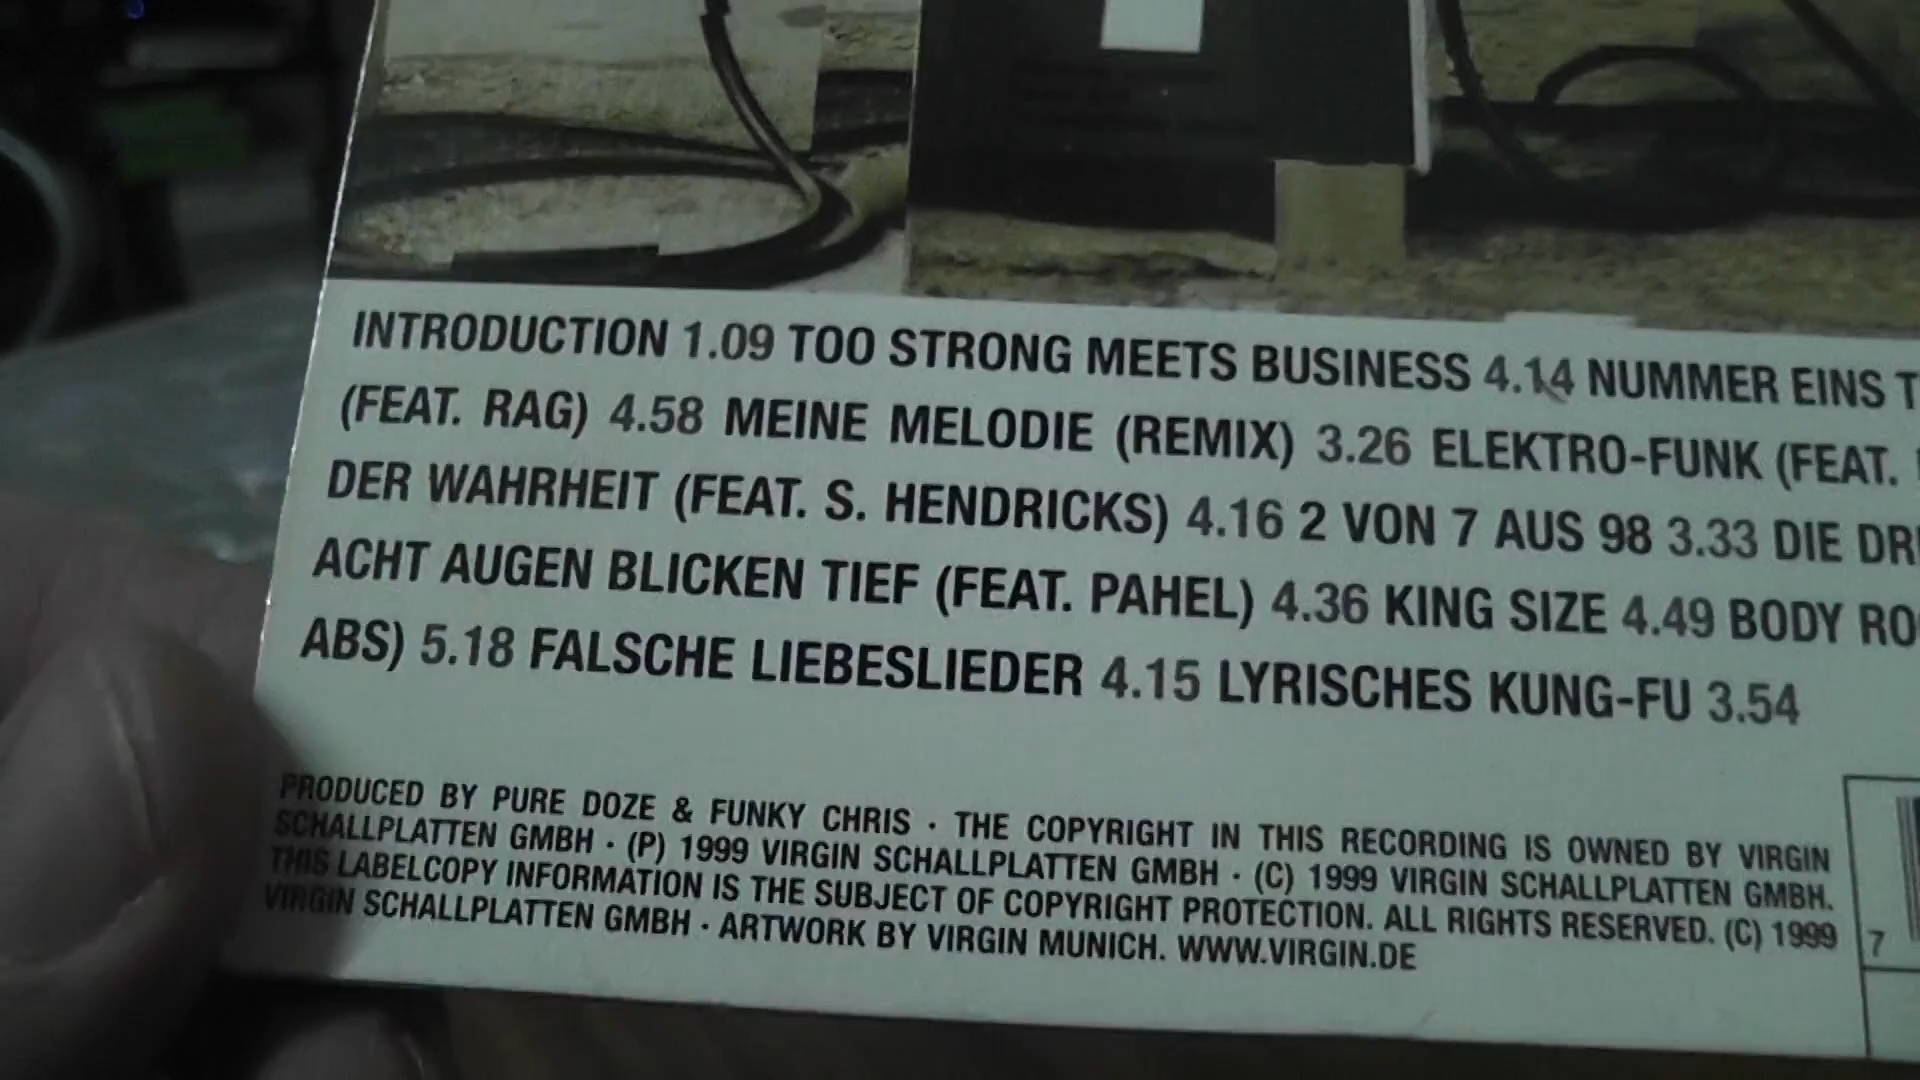 INTRODUCTION 1.09 TOO STRONG MEETS BUSINESS 4.14 NUMMER EINS
(FEAT. RAG) 4.58 MEINE MELODIE (REMIX) 3.26 ELEKTRO-FUNK (FEAT.
DER WAHRHEIT (FEAT. S. HENDRICKS) 4.16 2 VON 7 AUS 98 3.33 DIE
ACHT AUGEN BLICKEN TIEF (FEAT. PAHEL) 4.36 KING SIZE 4.49 BODY
ABS) 5.18 FALSCHE LIEBESLIEDER 4.15 LYRISCHES KUNG-FU 3.54
PRODUCED BY PURE DOZE & FUNKY CHRIS · THE COPYRIGHT IN THIS RECORDING IS OWNED BY VIRGIN
SCHALLPLATTEN GMBH · (P) 1999 VIRGIN SCHALLPLATTEN GMBH · (C) 1999 VIRGIN SCHALLPLATTEN GMBH.
THIS LABELCOPY INFORMATION IS THE SUBJECT OF COPYRIGHT PROTECTION. ALL RIGHTS RESERVED. (C) 1999
VIRGIN SCHALLPLATTEN GMBH · ARTWORK BY VIRGIN MUNICH. WWW.VIRGIN.DE
7